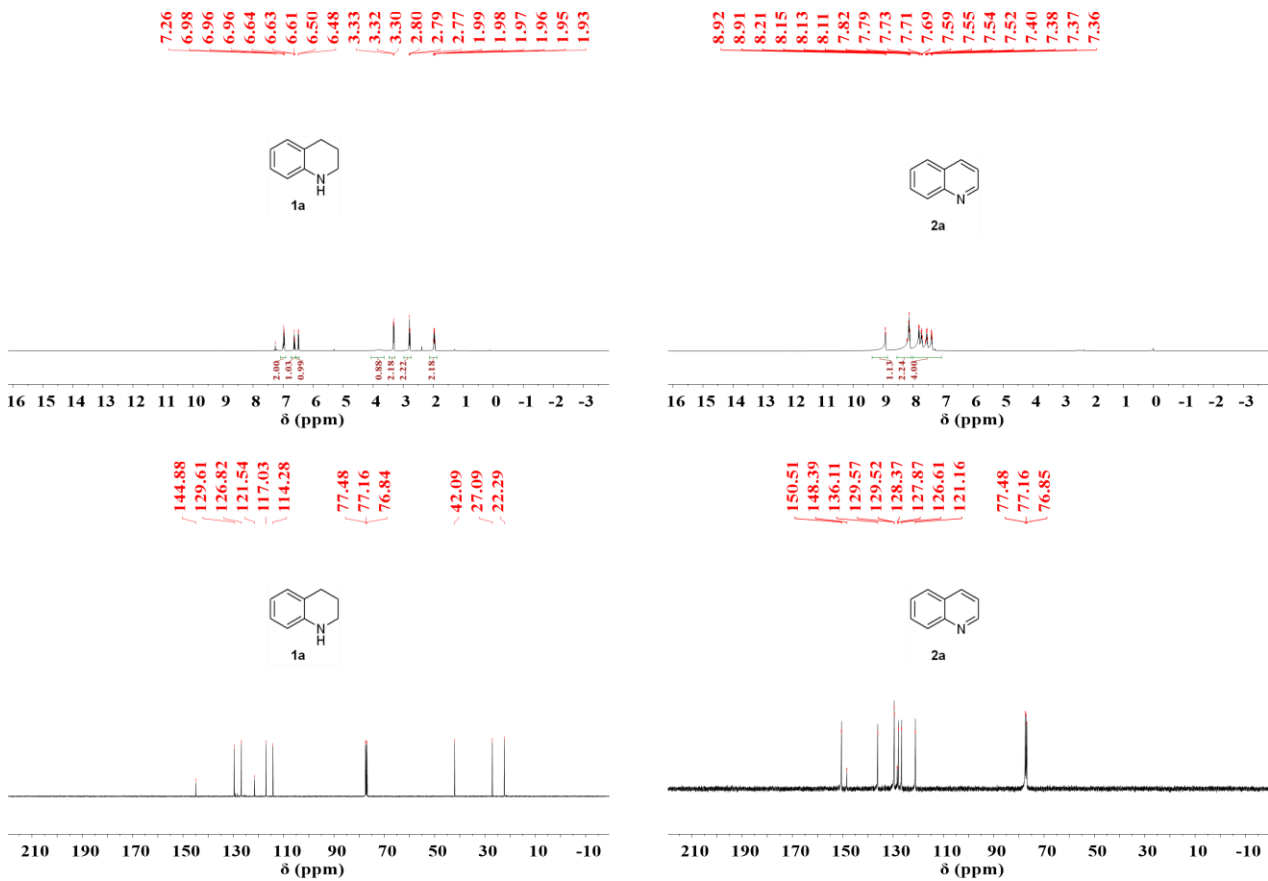 7.26 6.98 6.96 6.96 6.64 6.63 6.61 6.50 6.48 3.33 3.32 3.30 2.80 2.79 2.77 1.99 1.98 1.97 1.96 1.95 1.93
N
H
1a
2.00 1.03 0.99 0.88 2.18 2.22 2.18
16 15 14 13 12 11 10 9 8 7 6 5 4 3 2 1 0 -1 -2 -3
δ (ppm)
8.92 8.91 8.21 8.15 8.13 8.11 7.82 7.79 7.73 7.71 7.69 7.59 7.55 7.54 7.52 7.40 7.38 7.37 7.36
N
2a
1.13 2.24 4.00
16 15 14 13 12 11 10 9 8 7 6 5 4 3 2 1 0 -1 -2 -3
δ (ppm)
144.88 129.61 126.82 121.54 117.03 114.28 77.48 77.16 76.84 42.09 27.09 22.29
N
H
1a
210 190 170 150 130 110 90 70 50 30 10 -10
δ (ppm)
150.51 148.39 136.11 129.57 129.52 128.37 127.87 126.61 121.16 77.48 77.16 76.85
N
2a
210 190 170 150 130 110 90 70 50 30 10 -10
δ (ppm)